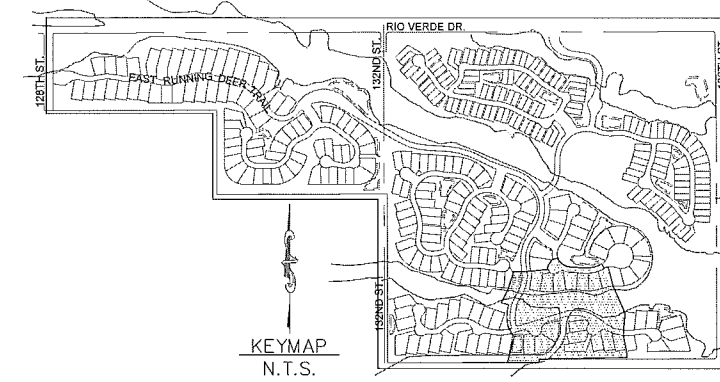 RIO VERDE DR.
128TH ST.
132ND ST.
EAST RUNNING DEER TRAIL
132ND ST.
KEYMAP
N.T.S.